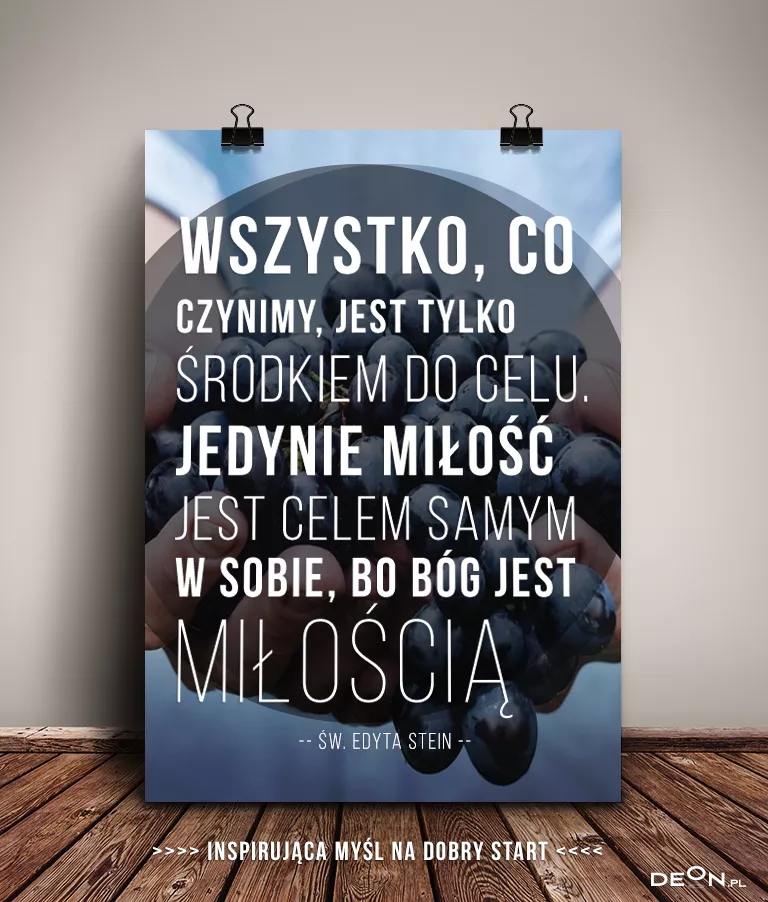 WSZYSTKO, CO
CZYNIMY, JEST TYLKO
ŚRODKIEM DO CELU.
JEDYNIE MIŁOŚĆ
JEST CELEM SAMYM
W SOBIE, BO BÓG JEST
MIŁOŚCIĄ
-- ŚW. EDYTA STEIN --
>>>> INSPIRUJĄCA MYŚL NA DOBRY START <<<<
DEON.PL